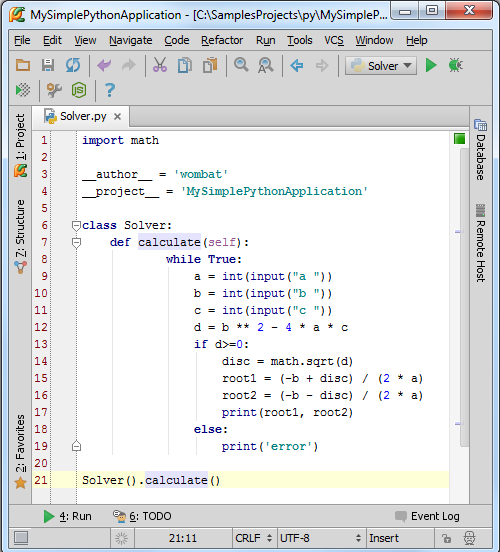 MySimplePythonApplication - [C:\SamplesProjects\py\MySimpleP...
File Edit View Navigate Code Refactor Run Tools VCS Window Help
Solver
Solver.py
1: Project
7: Structure
2: Favorites
1 import math
2
3 __author__ = 'wombat'
4 __project__ = 'MySimplePythonApplication'
5
6 class Solver:
7     def calculate(self):
8         while True:
9             a = int(input("a "))
10             b = int(input("b "))
11             c = int(input("c "))
12             d = b ** 2 - 4 * a * c
13             if d>=0:
14                 disc = math.sqrt(d)
15                 root1 = (-b + disc) / (2 * a)
16                 root2 = (-b - disc) / (2 * a)
17                 print(root1, root2)
18             else:
19                 print('error')
20
21 Solver().calculate()
Database
Remote Host
4: Run 6: TODO Event Log
21:11 CRLF UTF-8 Insert